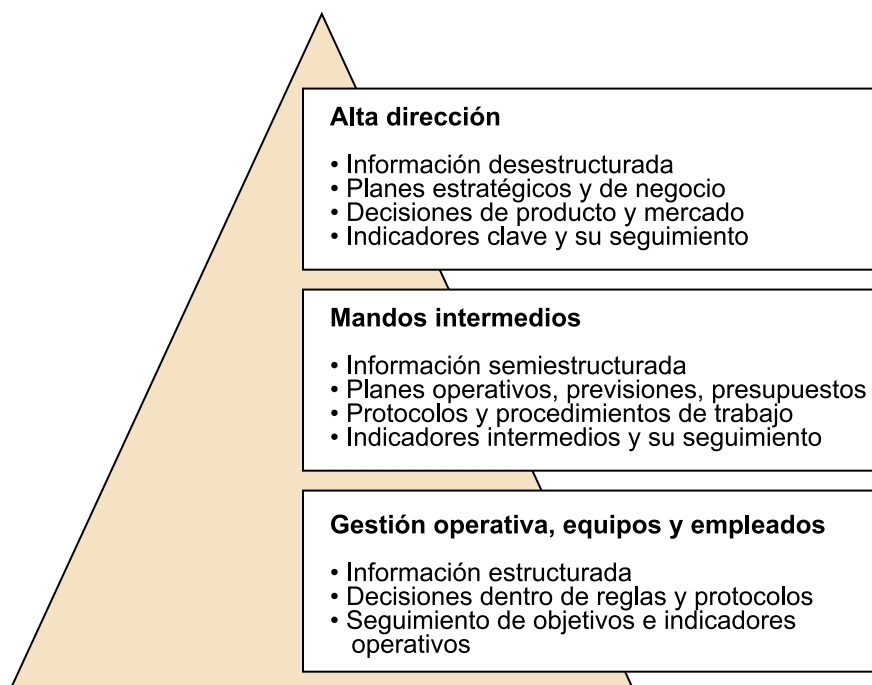 Alta dirección
• Información desestructurada
• Planes estratégicos y de negocio
• Decisiones de producto y mercado
• Indicadores clave y su seguimiento
Mandos intermedios
• Información semiestructurada
• Planes operativos, previsiones, presupuestos
• Protocolos y procedimientos de trabajo
• Indicadores intermedios y su seguimiento
Gestión operativa, equipos y empleados
• Información estructurada
• Decisiones dentro de reglas y protocolos
• Seguimiento de objetivos e indicadores
operativos